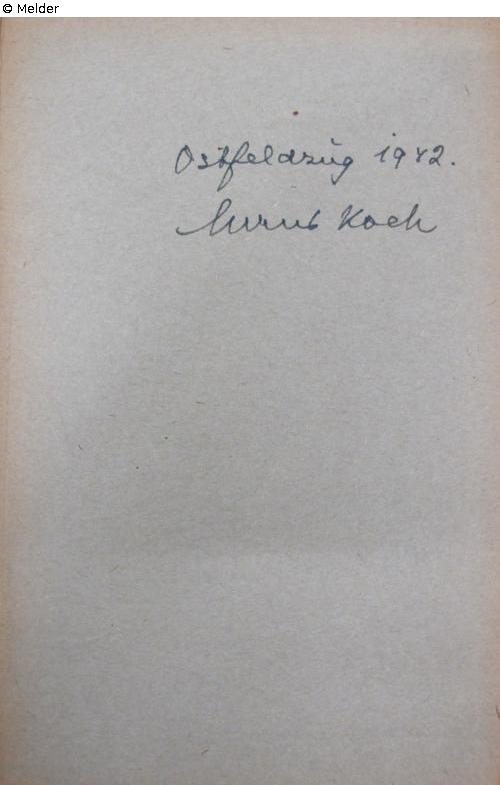 © Melder
Ostfeldzug 1942.
Koch